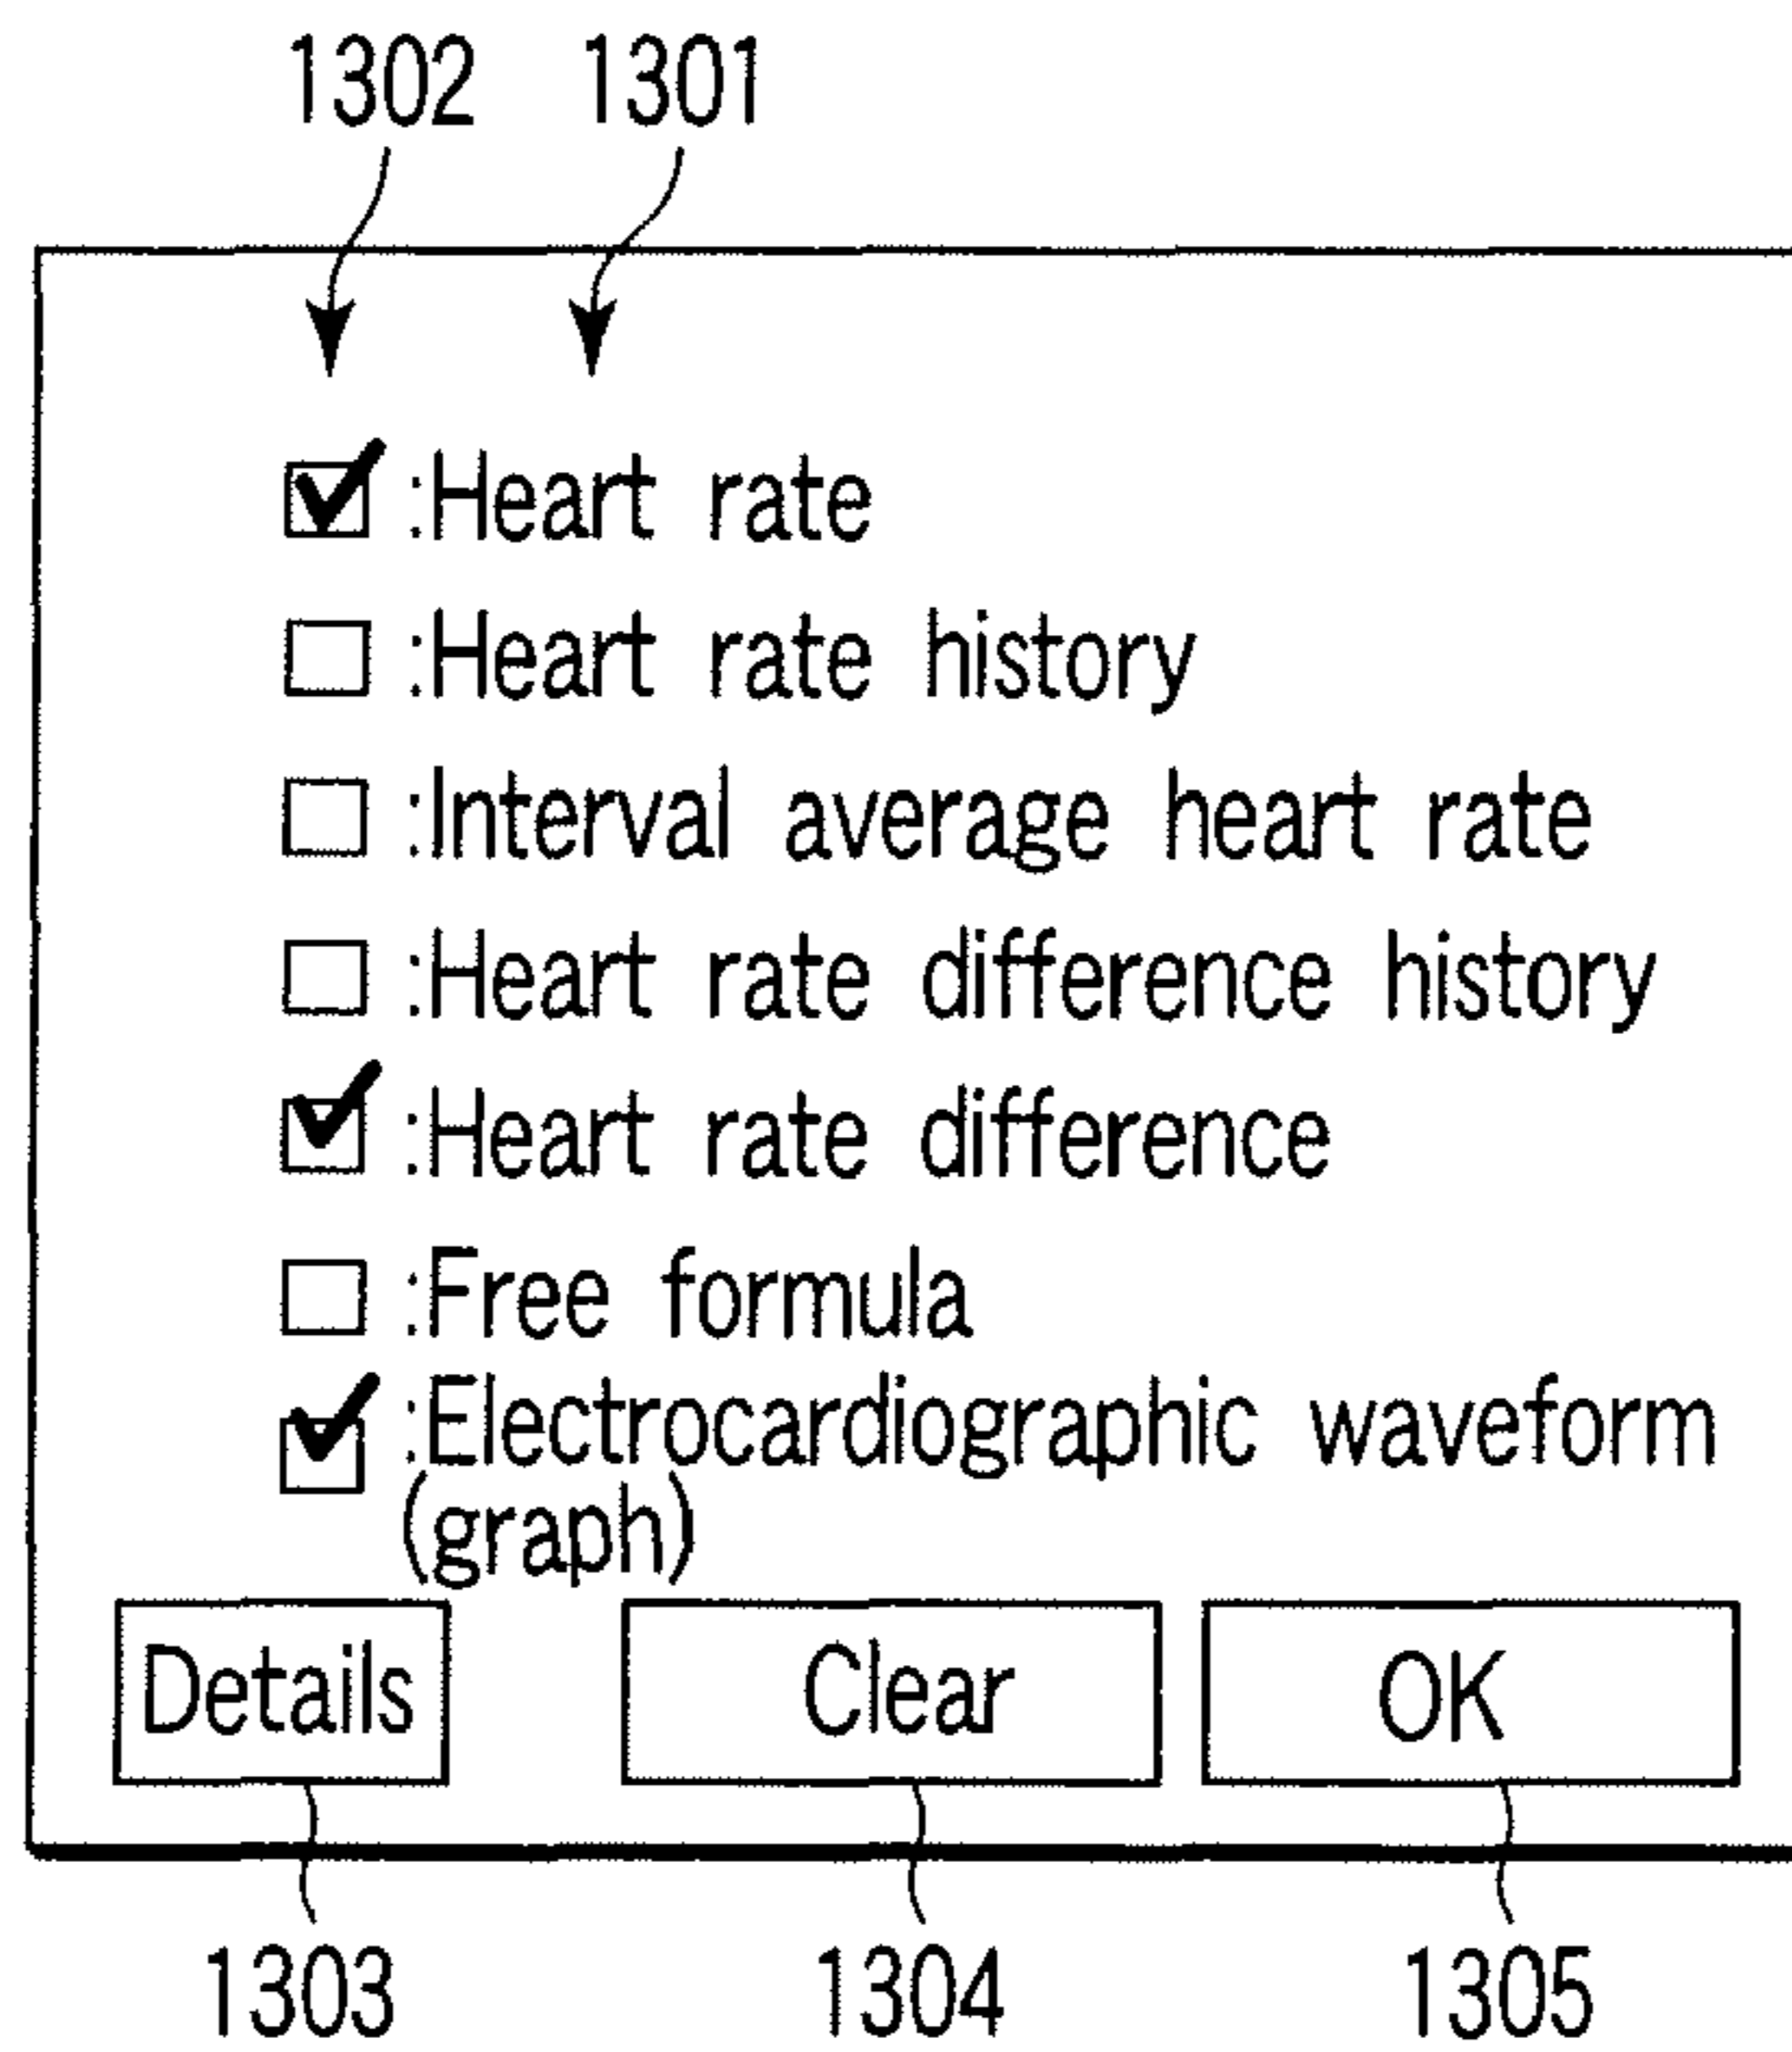 1302 1301
:Heart rate
:Heart rate history
:Interval average heart rate
:Heart rate difference history
:Heart rate difference
:Free formula
:Electrocardiographic waveform
(graph)
Details Clear OK
1303 1304 1305